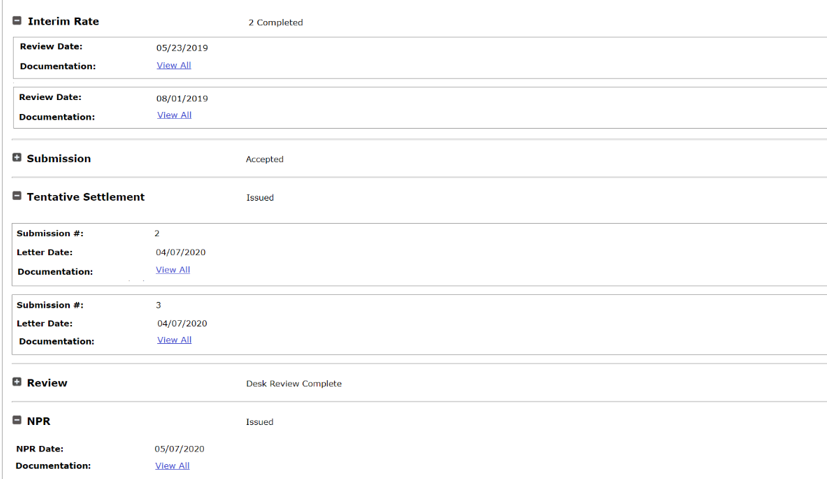 Interim Rate 2 Completed
Review Date: 05/23/2019
Documentation: View All
Review Date: 08/01/2019
Documentation: View All
Submission Accepted
Tentative Settlement Issued
Submission #: 2
Letter Date: 04/07/2020
Documentation: View All
Submission #: 3
Letter Date: 04/07/2020
Documentation: View All
Review Desk Review Complete
NPR Issued
NPR Date: 05/07/2020
Documentation: View All